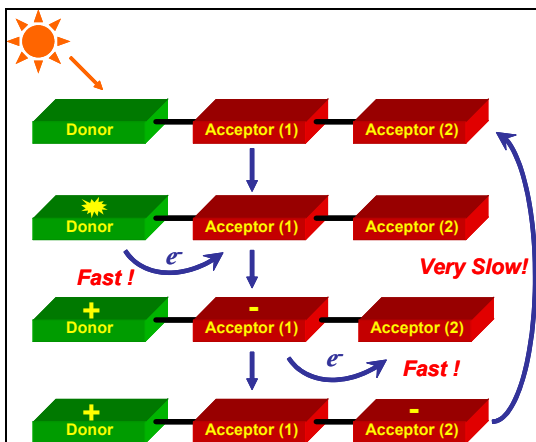 Donor Acceptor (1) Acceptor (2)
Donor Acceptor (1) Acceptor (2)
e-
Fast !
Very Slow!
+ -
Donor Acceptor (1) Acceptor (2)
e-
Fast !
+ -
Donor Acceptor (1) Acceptor (2)